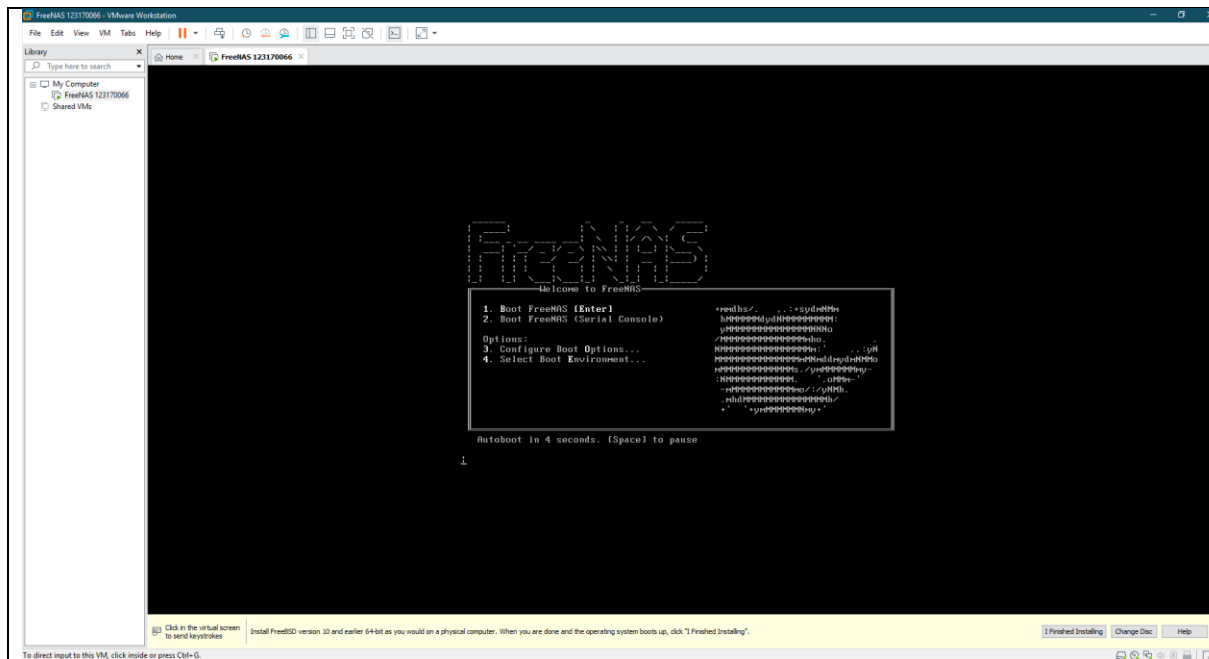 FreeNAS 123170066 - VMware Workstation
File Edit View VM Tabs Help
Library
Type here to search
My Computer
FreeNAS 123170066
Shared VMs
Home
FreeNAS 123170066
FreeNAS
Welcome to FreeNAS
1. Boot FreeNAS [Enter]
2. Boot FreeNAS (Serial Console)
Options:
3. Configure Boot Options...
4. Select Boot Environment...
Autoboot in 4 seconds. [Space] to pause
Click in the virtual screen
to send keystrokes
Install FreeBSD version 10 and earlier 64-bit as you would on a physical computer. When you are done and the operating system boots up, click "I Finished Installing".
I Finished Installing
Change Disc
Help
To direct input to this VM, click inside or press Ctrl+G.